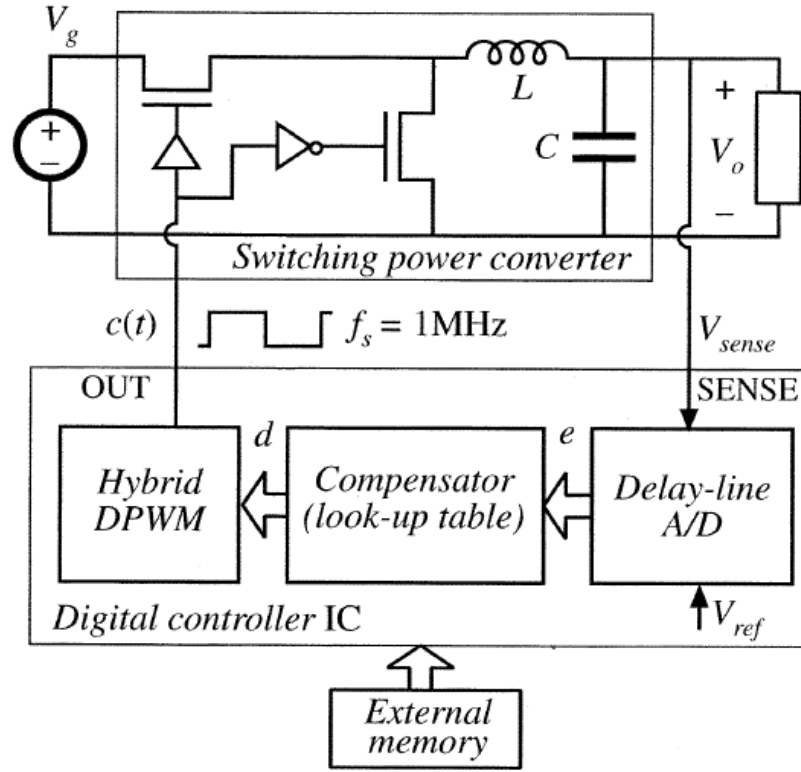 V_g
+
−
L
C
+
V_o
−
Switching power converter
c(t)
f_s = 1MHz
V_sense
OUT
SENSE
Hybrid
DPWM
d
Compensator
(look-up table)
e
Delay-line
A/D
V_ref
Digital controller IC
External
memory